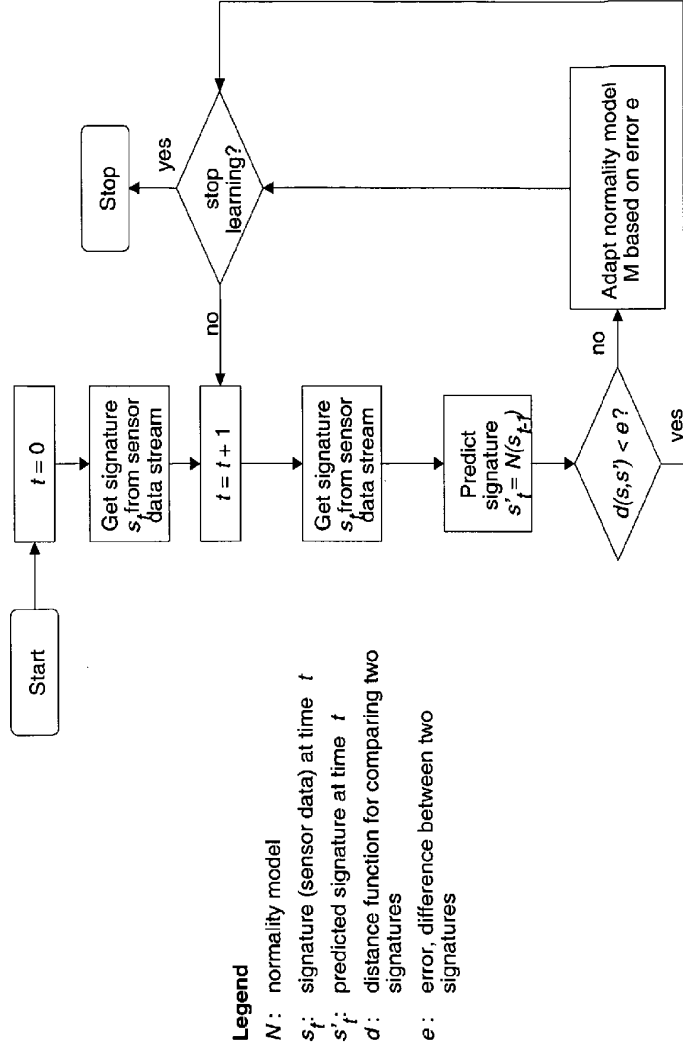 Start
t = 0
Get signature
s_t from sensor
data stream
t = t + 1
Get signature
s_t from sensor
data stream
Predict
signature
s'_t = N(s_{t-1})
d(s,s') < e?
no
yes
Adapt normality model
M based on error e
stop
learning?
no
yes
Stop
Legend
N : normality model
s_t: signature (sensor data) at time t
s'_t: predicted signature at time t
d : distance function for comparing two
signatures
e : error, difference between two
signatures